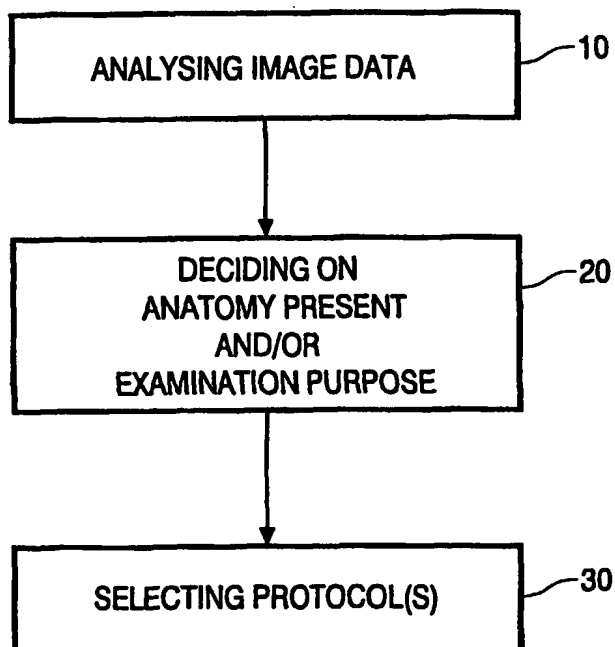 ANALYSING IMAGE DATA
10
DECIDING ON
ANATOMY PRESENT
AND/OR
EXAMINATION PURPOSE
20
SELECTING PROTOCOL(S)
30